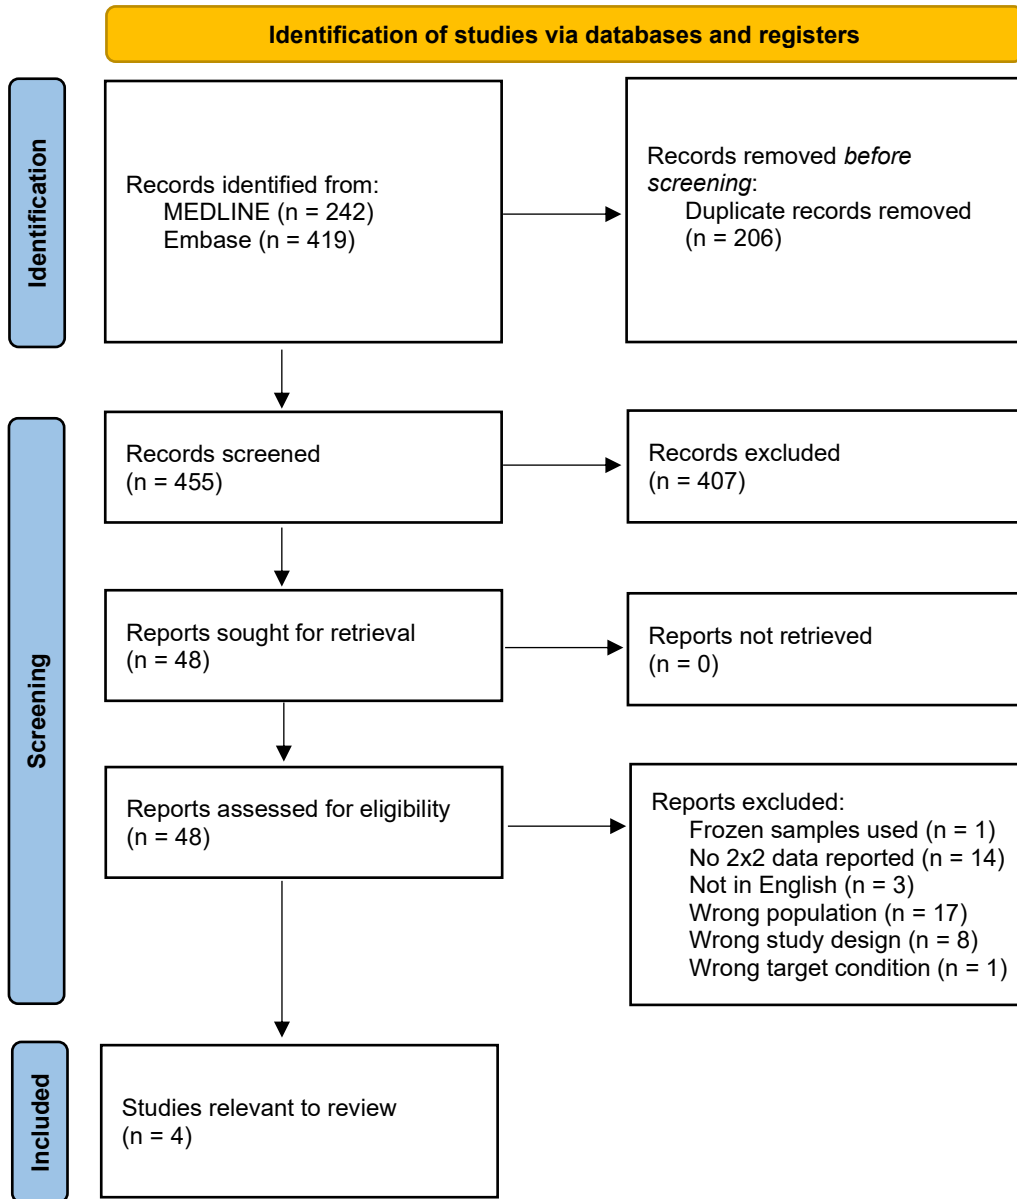 Identification of studies via databases and registers
Identification
Records identified from:
MEDLINE (n = 242)
Embase (n = 419)
Records removed before
screening:
Duplicate records removed
(n = 206)
Screening
Records screened
(n = 455)
Records excluded
(n = 407)
Reports sought for retrieval
(n = 48)
Reports not retrieved
(n = 0)
Reports assessed for eligibility
(n = 48)
Reports excluded:
Frozen samples used (n = 1)
No 2x2 data reported (n = 14)
Not in English (n = 3)
Wrong population (n = 17)
Wrong study design (n = 8)
Wrong target condition (n = 1)
Included
Studies relevant to review
(n = 4)